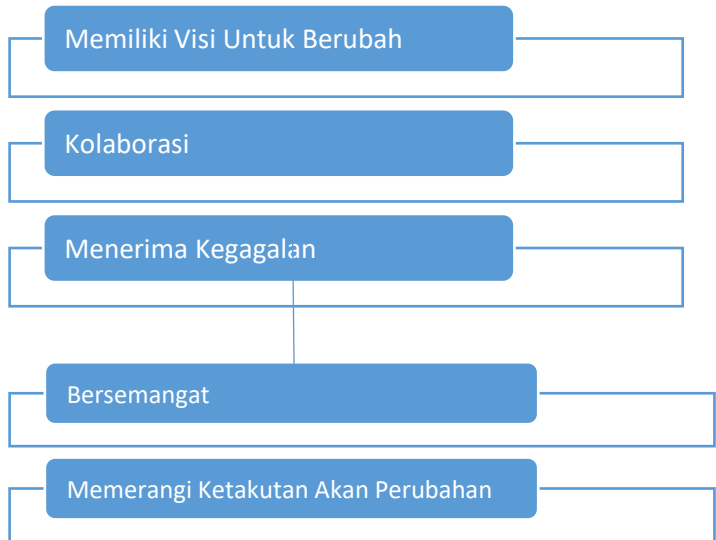 Memiliki Visi Untuk Berubah
Kolaborasi
Menerima Kegagalan
Bersemangat
Memerangi Ketakutan Akan Perubahan